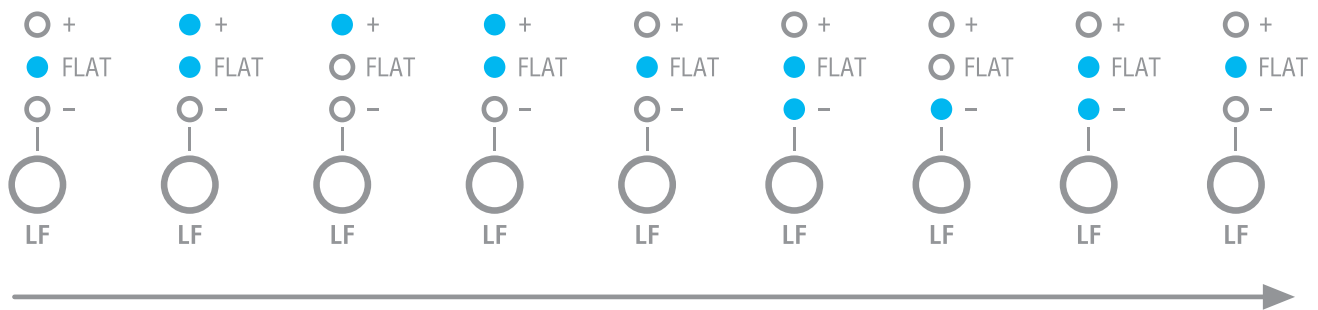 + + + + + + + + +
FLAT FLAT FLAT FLAT FLAT FLAT FLAT FLAT FLAT
− − − − − − − − −
LF LF LF LF LF LF LF LF LF